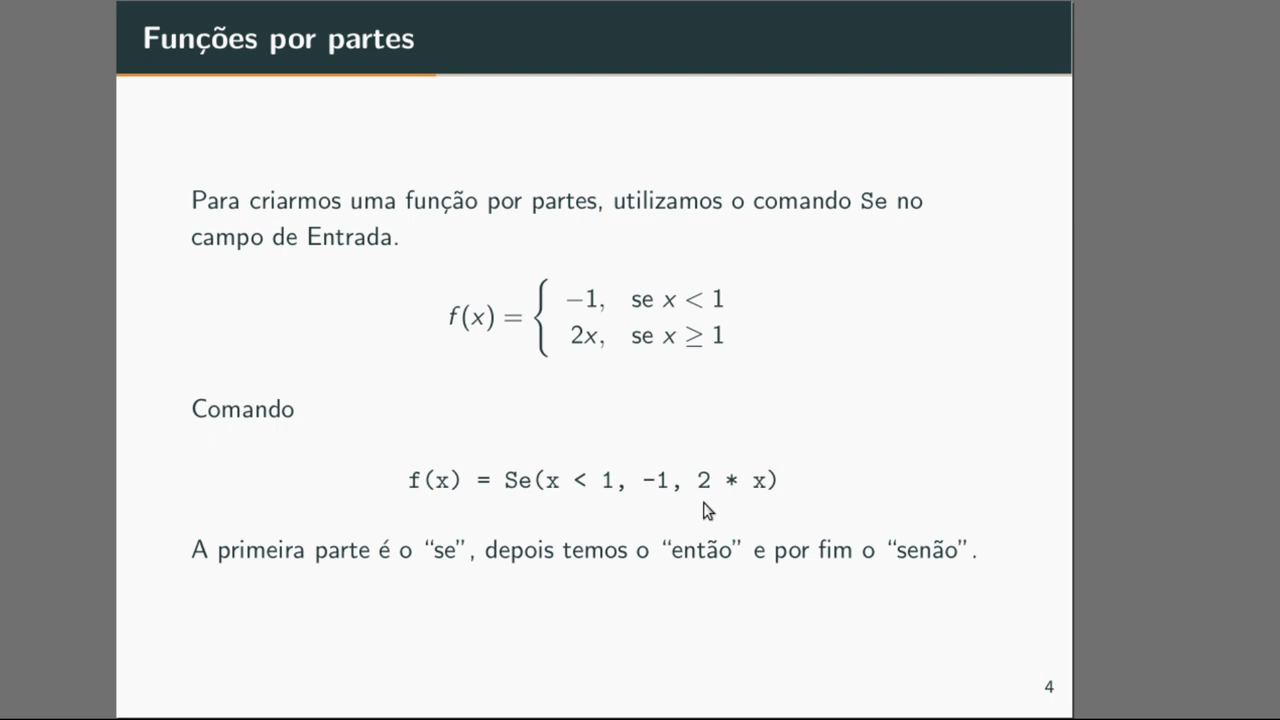 Funções por partes
Para criarmos uma função por partes, utilizamos o comando Se no
campo de Entrada.
f(x) = { −1, se x < 1
2x, se x ≥ 1
Comando
f(x) = Se(x < 1, -1, 2 * x)
A primeira parte é o “se”, depois temos o “então” e por fim o “senão”.
4